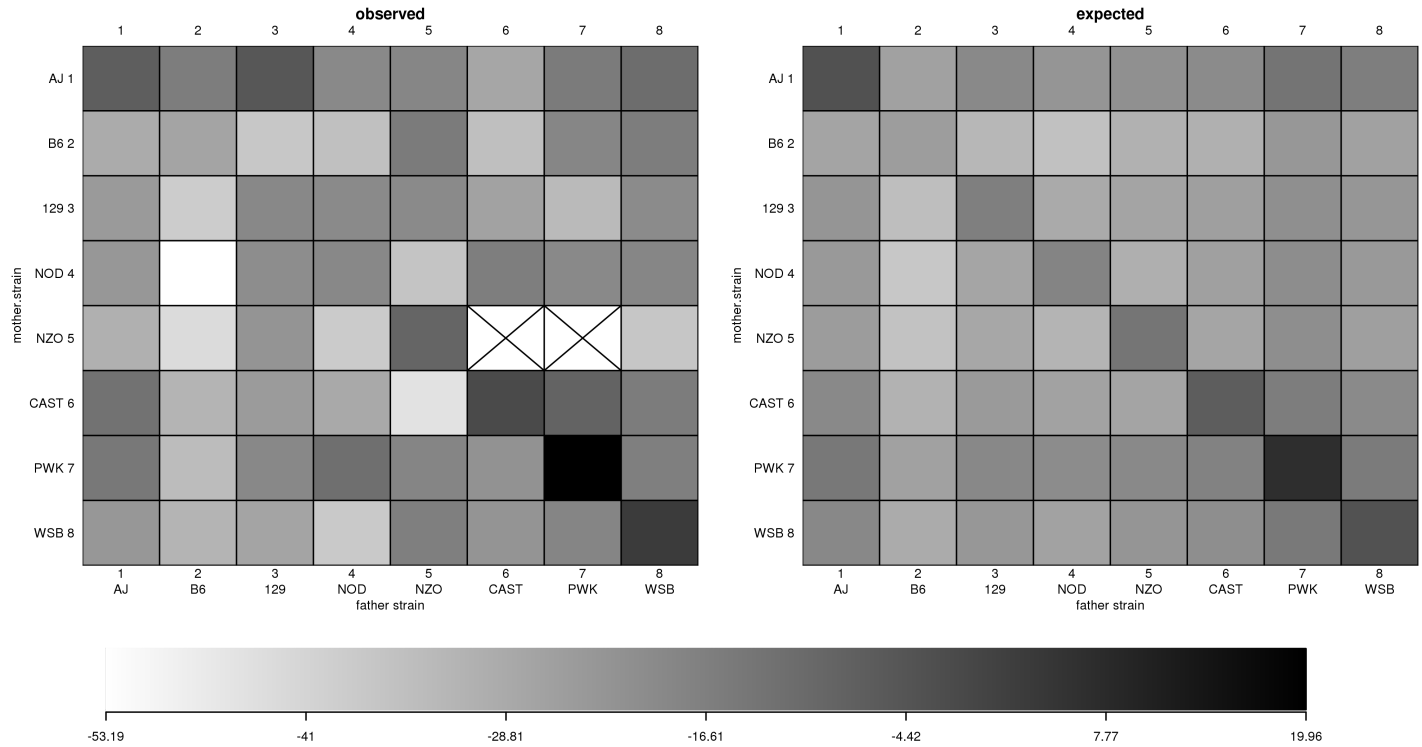 observed expected
1 2 3 4 5 6 7 8 1 2 3 4 5 6 7 8
AJ 1 AJ 1
B6 2 B6 2
129 3 129 3
NOD 4 NOD 4
mother.strain mother.strain
NZO 5 NZO 5
CAST 6 CAST 6
PWK 7 PWK 7
WSB 8 WSB 8
1 2 3 4 5 6 7 8 1 2 3 4 5 6 7 8
AJ B6 129 NOD NZO CAST PWK WSB AJ B6 129 NOD NZO CAST PWK WSB
father strain father strain
-53.19 -41 -28.81 -16.61 -4.42 7.77 19.96